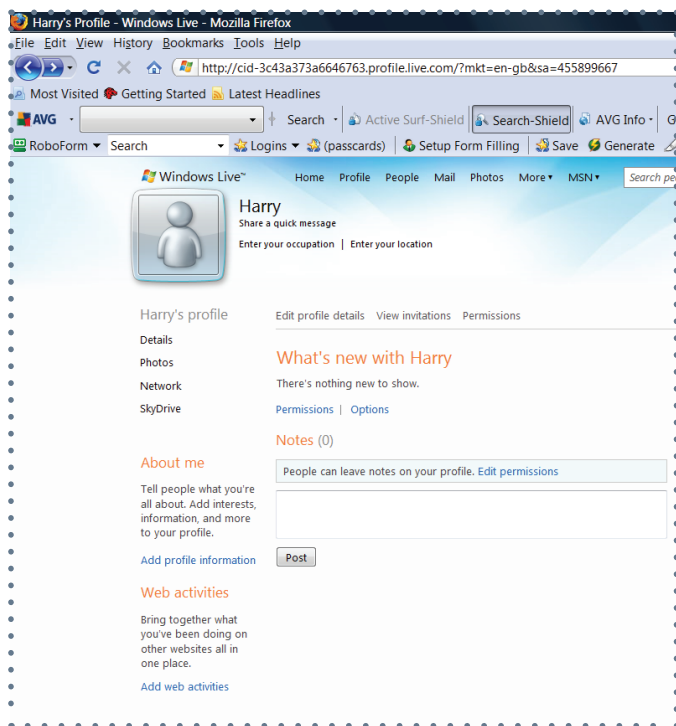 Harry's Profile - Windows Live - Mozilla Firefox
File Edit View History Bookmarks Tools Help
http://cid-3c43a373a6646763.profile.live.com/?mkt=en-gb&sa=455899667
Most Visited Getting Started Latest Headlines
AVG Search Active Surf-Shield Search-Shield AVG Info G
RoboForm Search Logins (passcards) Setup Form Filling Save Generate
Windows Live™ Home Profile People Mail Photos More MSN Search pe
Harry
Share a quick message
Enter your occupation | Enter your location
Harry's profile
Details
Photos
Network
SkyDrive
Edit profile details View invitations Permissions
What's new with Harry
There's nothing new to show.
Permissions | Options
Notes (0)
People can leave notes on your profile. Edit permissions
Post
About me
Tell people what you're
all about. Add interests,
information, and more
to your profile.
Add profile information
Web activities
Bring together what
you've been doing on
other websites all in
one place.
Add web activities